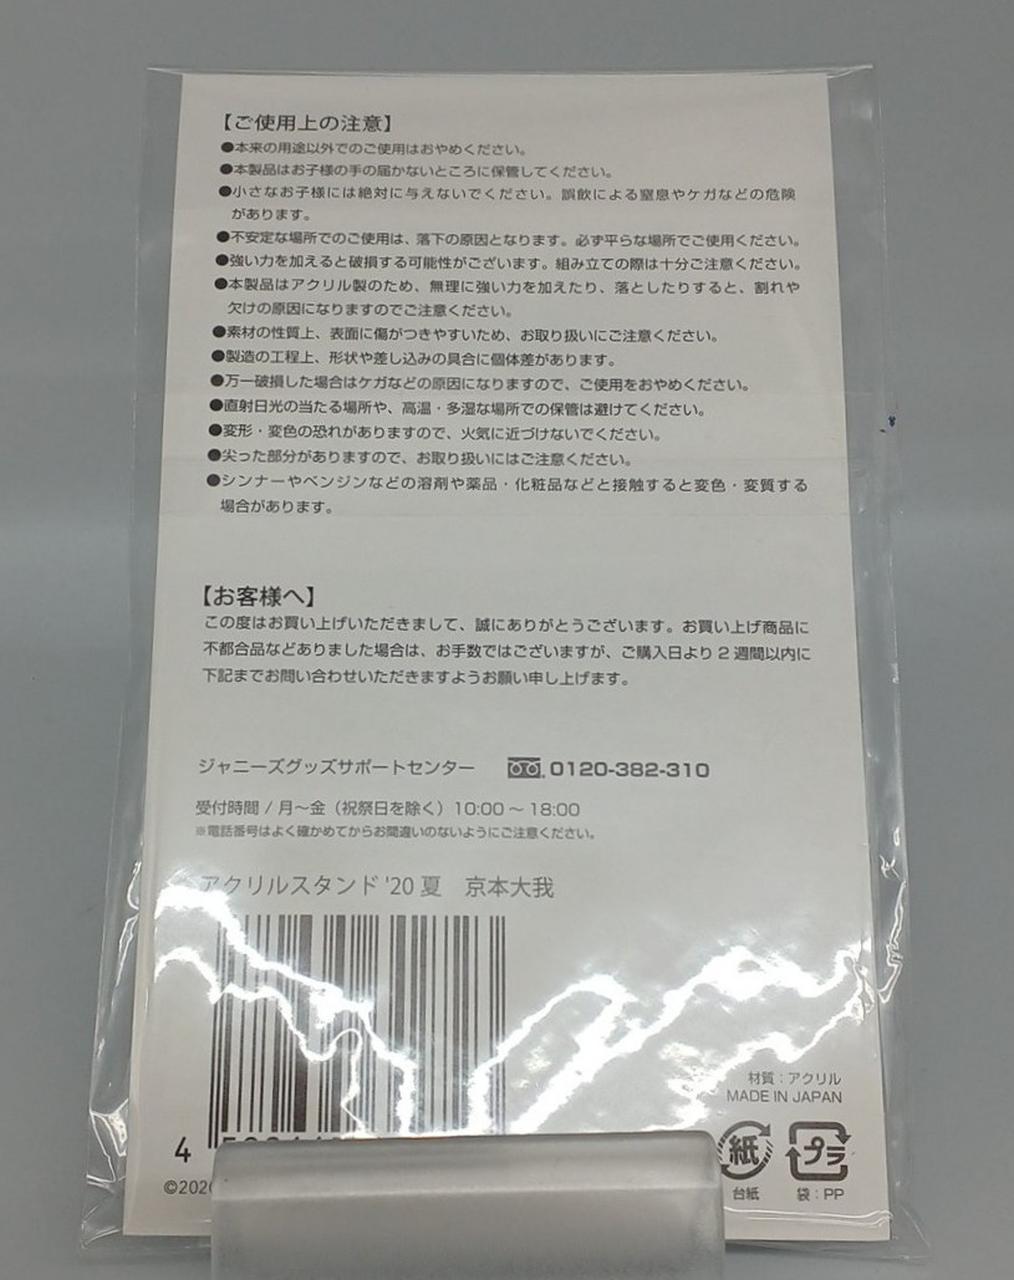 【ご使用上の注意】
●本来の用途以外でのご使用はおやめください。
●本製品はお子様の手の届かないところに保管してください。
●小さなお子様には絶対に与えないでください。誤飲による窒息やケガなどの危険
があります。
●不安定な場所でのご使用は、落下の原因となります。必ず平らな場所でご使用ください。
●強い力を加えると破損する可能性がございます。組み立ての際は十分ご注意ください。
●本製品はアクリル製のため、無理に強い力を加えたり、落としたりすると、割れや
欠けの原因になりますのでご注意ください。
●素材の性質上、表面に傷がつきやすいため、お取り扱いにご注意ください。
●製造の工程上、形状や差し込みの具合に個体差があります。
●万一破損した場合はケガなどの原因になりますので、ご使用をおやめください。
●直射日光の当たる場所や、高温・多湿な場所での保管は避けてください。
●変形・変色の恐れがありますので、火気に近づけないでください。
●尖った部分がありますので、お取り扱いにはご注意ください。
●シンナーやベンジンなどの溶剤や薬品・化粧品などと接触すると変色・変質する
場合があります。
【お客様へ】
この度はお買い上げいただきまして、誠にありがとうございます。お買い上げ商品に
不都合品などありました場合は、お手数ではございますが、ご購入日より2週間以内に
下記までお問い合わせいただきますようお願い申し上げます。
ジャニーズグッズサポートセンター 0120-382-310
受付時間 / 月～金（祝祭日を除く）10:00 ～ 18:00
※電話番号はよく確かめてからお間違いのないようにご注意ください。
アクリルスタンド '20 夏 京本大我
材質：アクリル
MADE IN JAPAN
4
紙 プラ
台紙 袋：PP
©2020